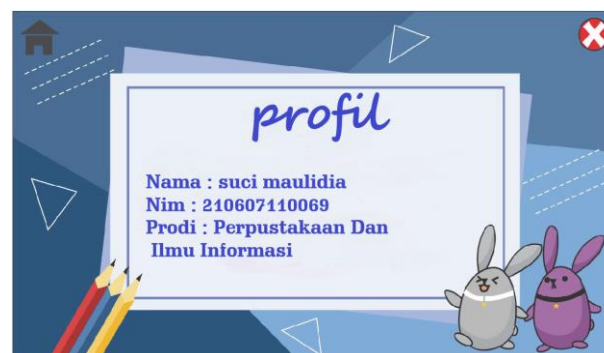 profil
Nama : suci maulidia
Nim : 210607110069
Prodi : Perpustakaan Dan
Ilmu Informasi